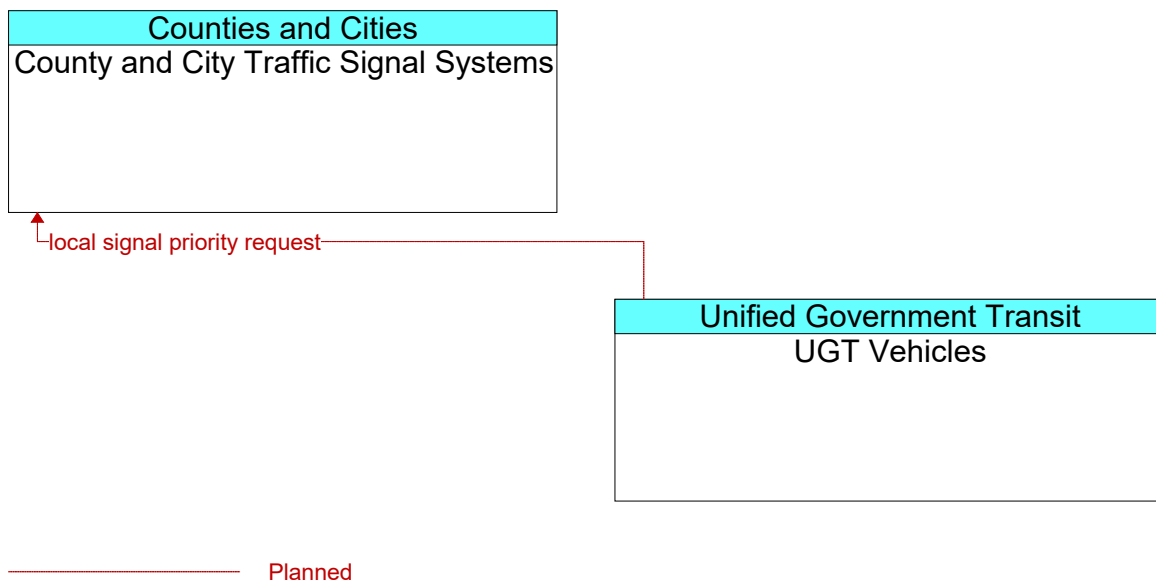 Counties and Cities
County and City Traffic Signal Systems
local signal priority request
Unified Government Transit
UGT Vehicles
Planned